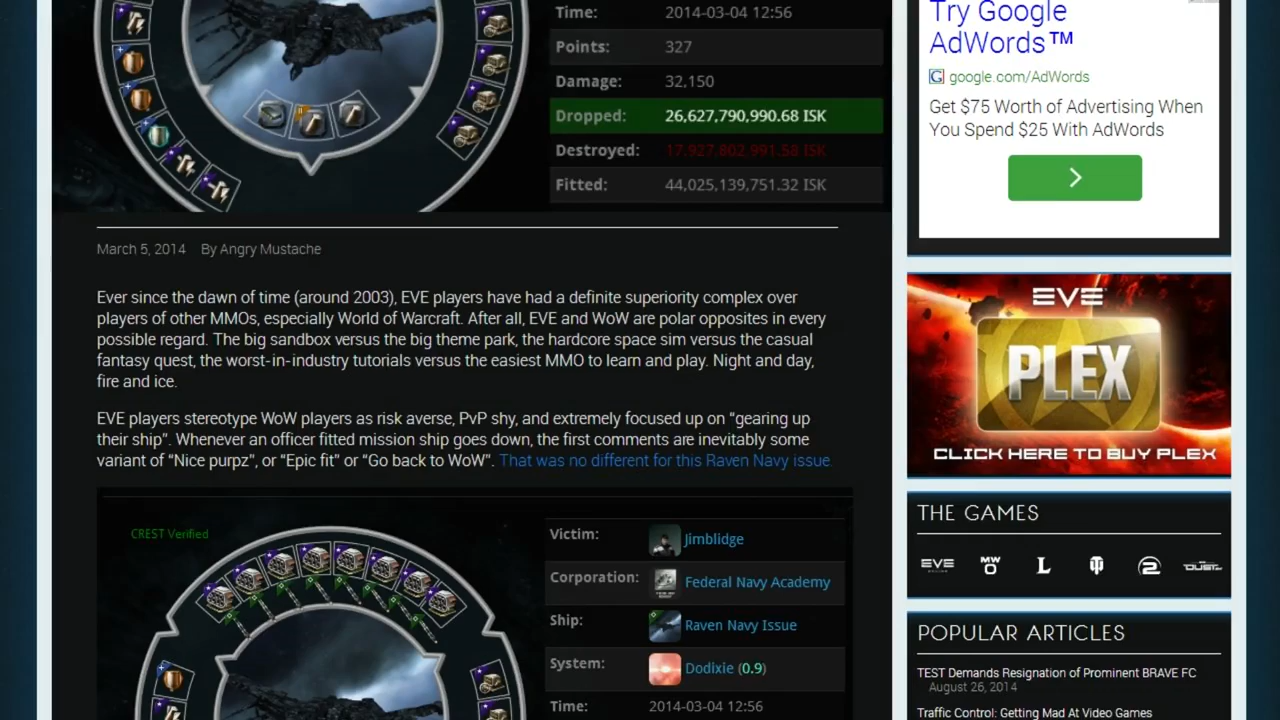 Time: 2014-03-04 12:56
Points: 327
Damage: 32,150
Dropped: 26,627,790,990.68 ISK
Destroyed: 17,927,802,991.58 ISK
Fitted: 44,025,139,751.32 ISK
March 5, 2014 By Angry Mustache
Ever since the dawn of time (around 2003), EVE players have had a definite superiority complex over
players of other MMOs, especially World of Warcraft. After all, EVE and WoW are polar opposites in every
possible regard. The big sandbox versus the big theme park, the hardcore space sim versus the casual
fantasy quest, the worst-in-industry tutorials versus the easiest MMO to learn and play. Night and day,
fire and ice.
EVE players stereotype WoW players as risk averse, PvP shy, and extremely focused up on “gearing up
their ship”. Whenever an officer fitted mission ship goes down, the first comments are inevitably some
variant of “Nice purpz”, or “Epic fit” or “Go back to WoW”. That was no different for this Raven Navy issue.
CREST Verified
Victim: Jimblidge
Corporation: Federal Navy Academy
Ship: Raven Navy Issue
System: Dodixie (0.9)
Time: 2014-03-04 12:56
Try Google
AdWords™
G google.com/AdWords
Get $75 Worth of Advertising When
You Spend $25 With AdWords
EVE
PLEX
CLICK HERE TO BUY PLEX
THE GAMES
EVE MWO L 2 DUST
POPULAR ARTICLES
TEST Demands Resignation of Prominent BRAVE FC
August 26, 2014
Traffic Control: Getting Mad At Video Games